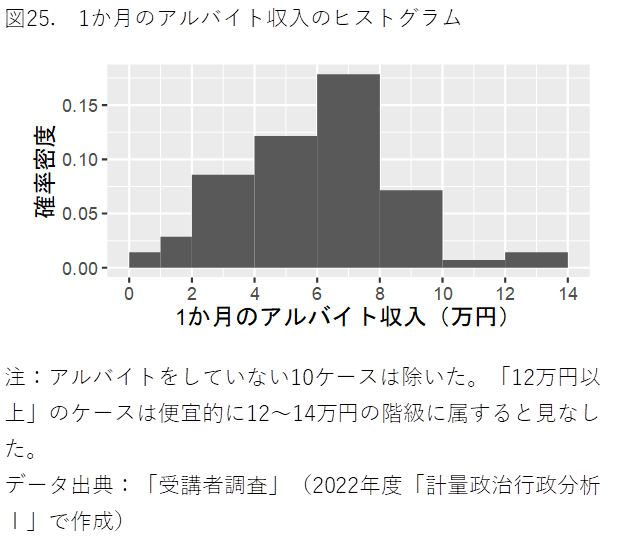 図25.　1か月のアルバイト収入のヒストグラム
確率密度
0.15
0.10
0.05
0.00
0 2 4 6 8 10 12 14
1か月のアルバイト収入（万円）
注：アルバイトをしていない10ケースは除いた。「12万円以
上」のケースは便宜的に12～14万円の階級に属すると見なし
た。
データ出典：「受講者調査」（2022年度「計量政治行政分析
Ⅰ」で作成）